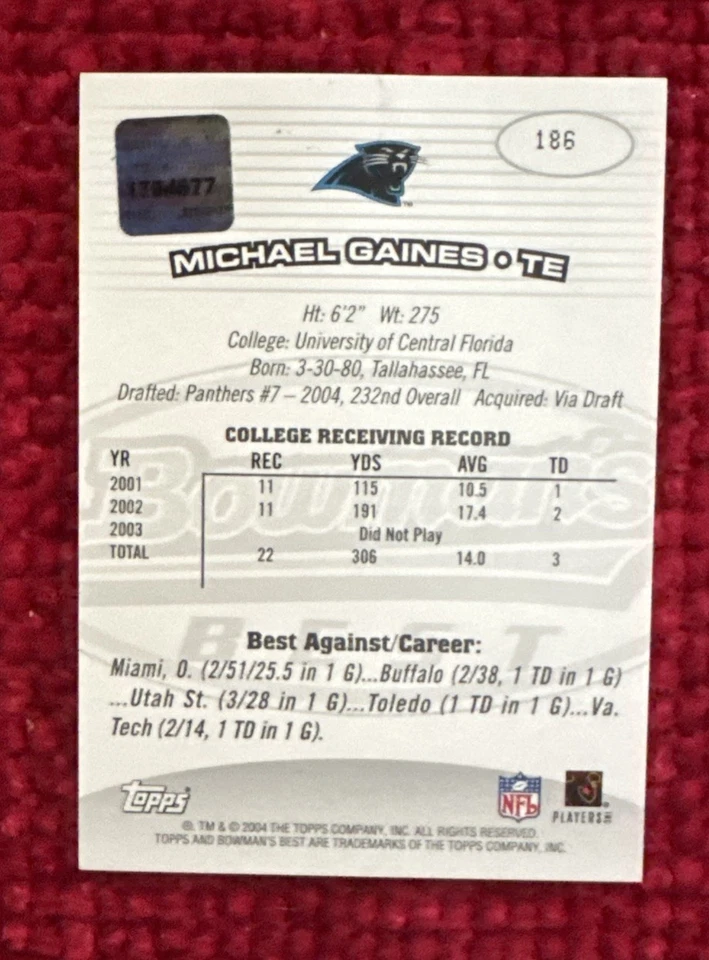 186
MICHAEL GAINES • TE
Ht: 6'2" Wt: 275
College: University of Central Florida
Born: 3-30-80, Tallahassee, FL
Drafted: Panthers #7 – 2004, 232nd Overall Acquired: Via Draft
COLLEGE RECEIVING RECORD
YR REC YDS AVG TD
2001 11 115 10.5 1
2002 11 191 17.4 2
2003 Did Not Play
TOTAL 22 306 14.0 3
Bowman's
BEST
Best Against/Career:
Miami, O. (2/51/25.5 in 1 G)...Buffalo (2/38, 1 TD in 1 G)
...Utah St. (3/28 in 1 G)...Toledo (1 TD in 1 G)...Va.
Tech (2/14, 1 TD in 1 G).
Topps
NFL
PLAYERS
®, TM & © 2004 THE TOPPS COMPANY, INC. ALL RIGHTS RESERVED.
TOPPS AND BOWMAN'S BEST ARE TRADEMARKS OF THE TOPPS COMPANY, INC.